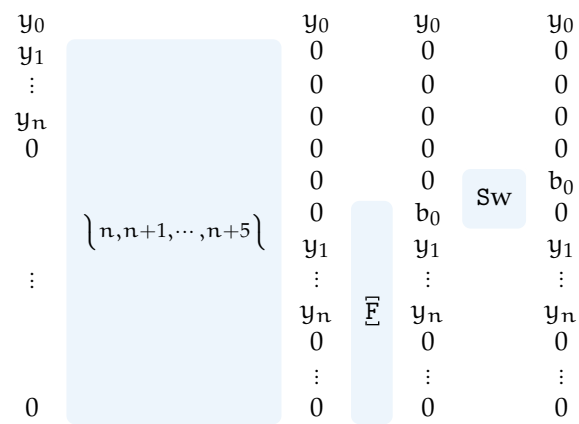 y₀ y₀ y₀ y₀
y₁ 0 0 0
⋮ 0 0 0
yₙ 0 0 0
0 0 0 0
0 0 b₀
Sw
0 b₀ 0
⎠n,n+1,⋯,n+5⎝
y₁ y₁ y₁
⋮ ⋮ ⋮ ⋮
yₙ [F] yₙ yₙ
0 0 0
⋮ ⋮ ⋮
0 0 0 0